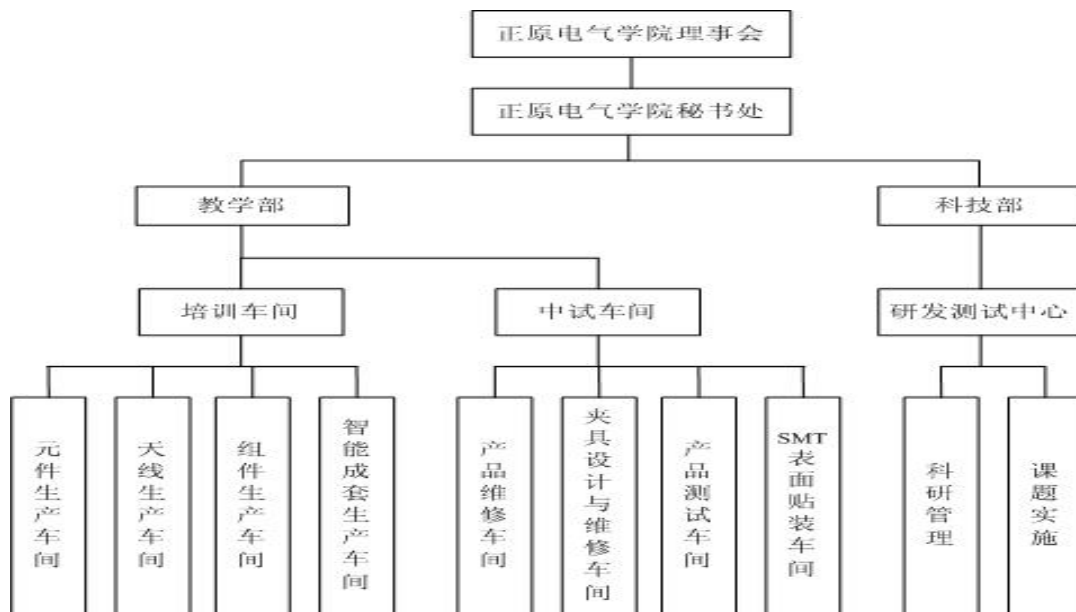 正原电气学院理事会
正原电气学院秘书处
教学部
科技部
培训车间
中试车间
研发测试中心
元件生产车间
天线生产车间
组件生产车间
智能成套生产车间
产品维修车间
夹具设计与维修车间
产品测试车间
SMT表面贴装车间
科研管理
课题实施